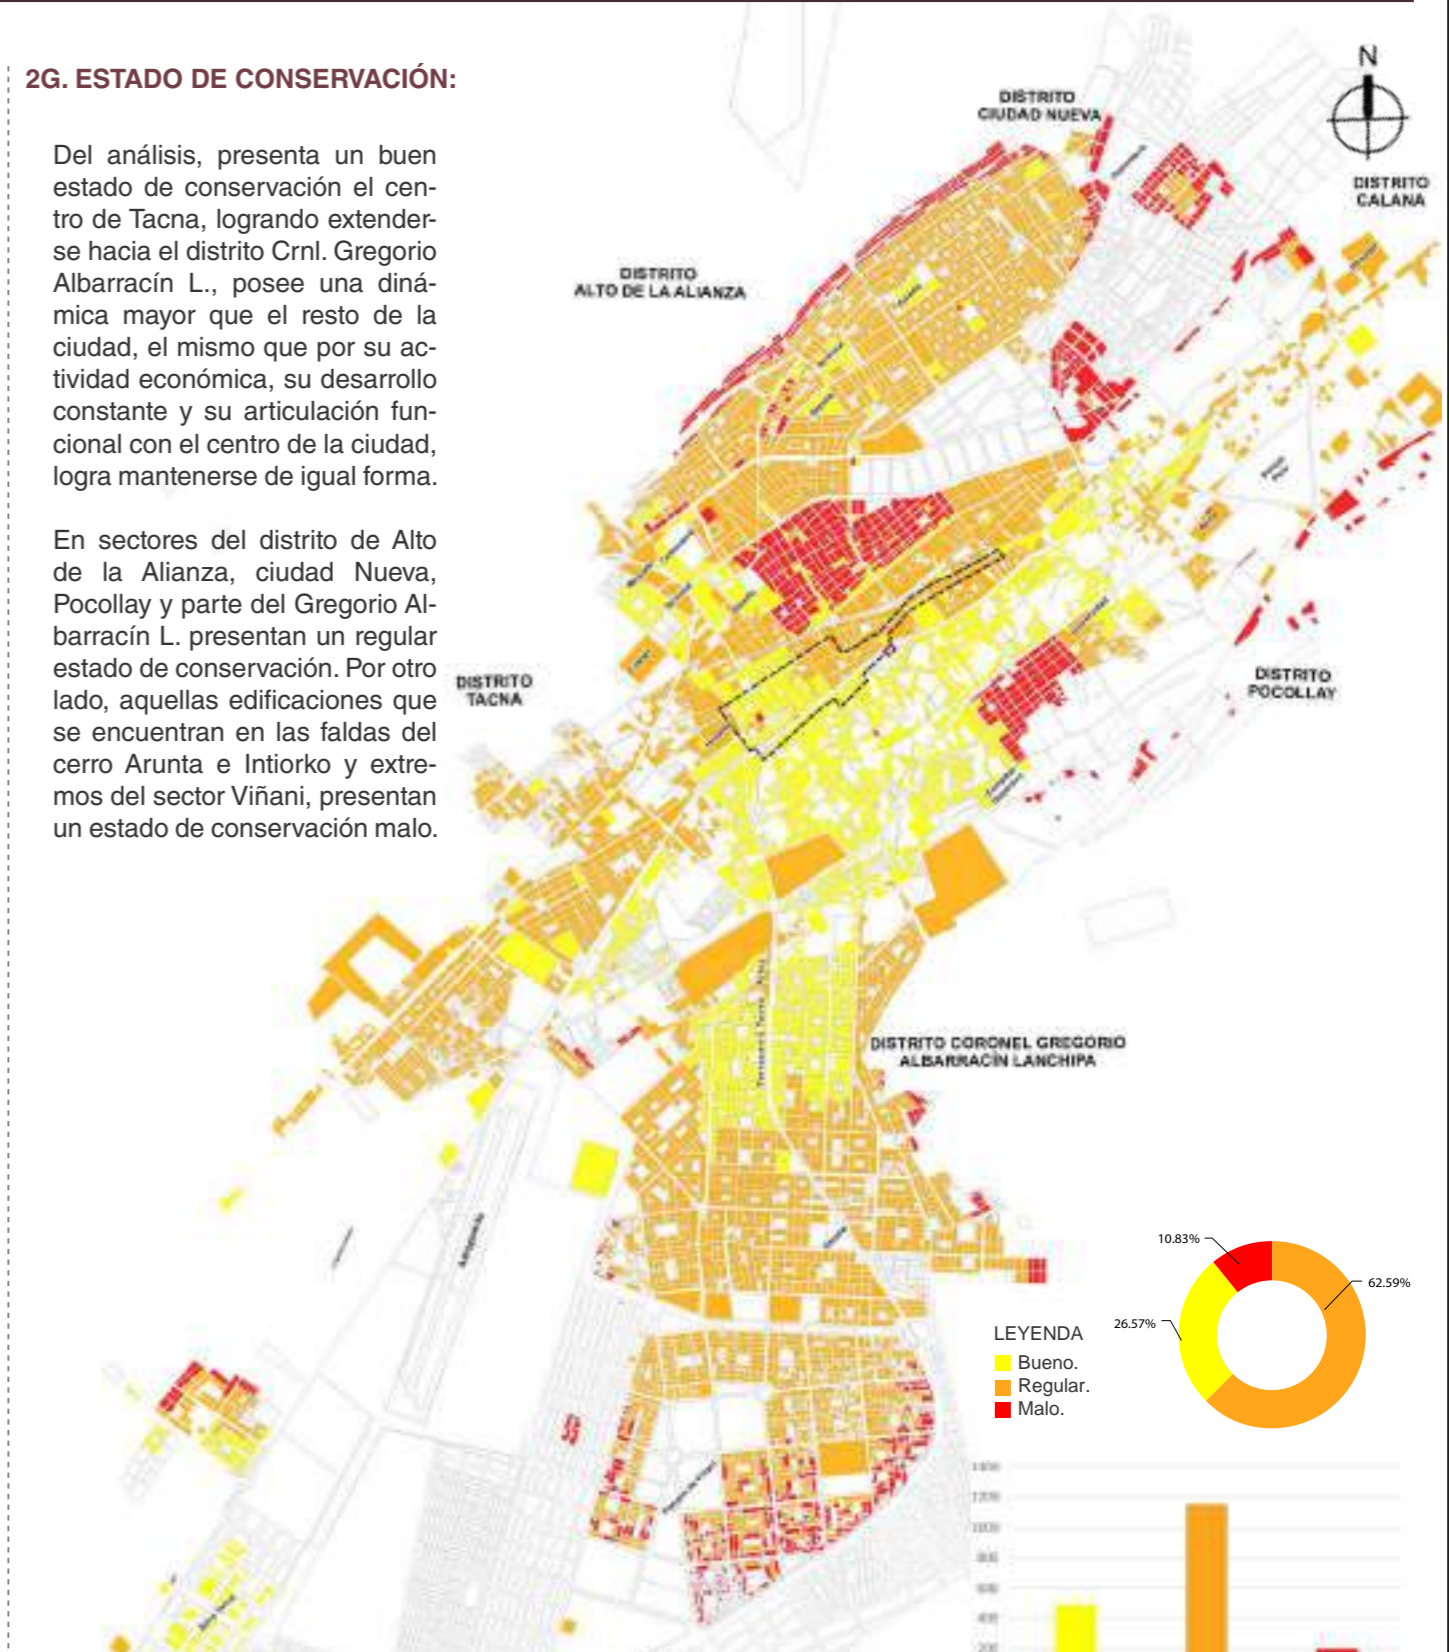 2G. ESTADO DE CONSERVACIÓN:
Del análisis, presenta un buen
estado de conservación el cen-
tro de Tacna, logrando extender-
se hacia el distrito Crnl. Gregorio
Albarracín L., posee una diná-
mica mayor que el resto de la
ciudad, el mismo que por su ac-
tividad económica, su desarrollo
constante y su articulación fun-
cional con el centro de la ciudad,
logra mantenerse de igual forma.
En sectores del distrito de Alto
de la Alianza, ciudad Nueva,
Pocollay y parte del Gregorio Al-
barracín L. presentan un regular
estado de conservación. Por otro
lado, aquellas edificaciones que
se encuentran en las faldas del
cerro Arunta e Intiorko y extre-
mos del sector Viñani, presentan
un estado de conservación malo.
N
DISTRITO
CIUDAD NUEVA
DISTRITO
CALANA
DISTRITO
ALTO DE LA ALIANZA
DISTRITO
TACNA
DISTRITO
POCOLLAY
DISTRITO CORONEL GREGORIO
ALBARRACÍN LANCHIPA
10.83%
62.59%
26.57%
LEYENDA
Bueno.
Regular.
Malo.
1400
1200
1000
800
600
400
200